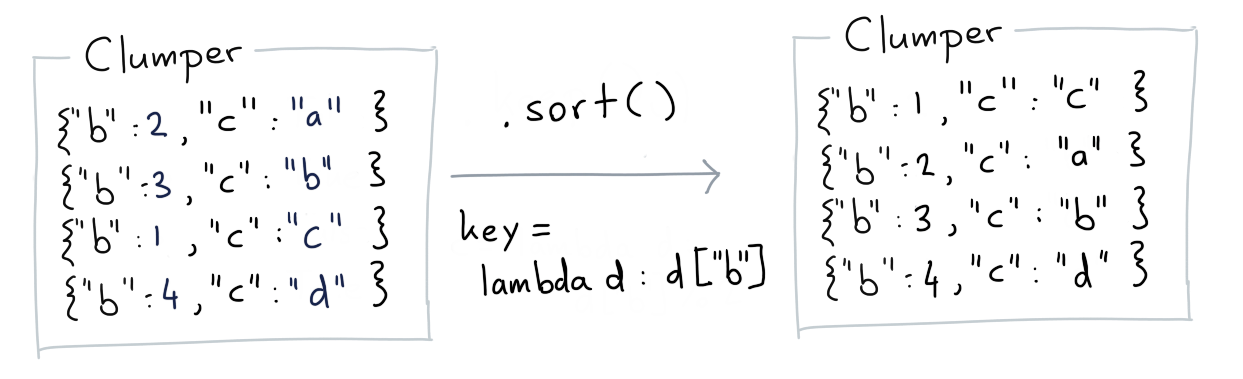 Clumper
{"b" : 2 , "c" : "a" }
{"b" : 3 , "c" : "b" }
{"b" : 1 , "c" : "c" }
{"b" : 4 , "c" : "d" }
.sort()
key =
lambda d : d["b"]
Clumper
{"b" : 1 , "c" : "c" }
{"b" : 2 , "c" : "a" }
{"b" : 3 , "c" : "b" }
{"b" : 4 , "c" : "d" }